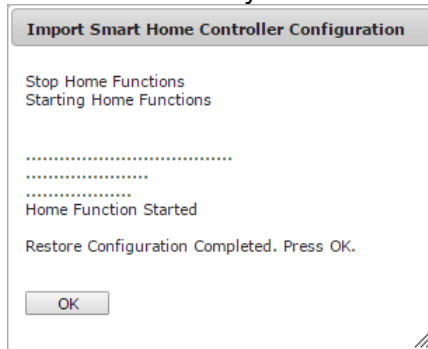 Import Smart Home Controller Configuration
Stop Home Functions
Starting Home Functions
.....................................
......................
...................
Home Function Started
Restore Configuration Completed. Press OK.
OK